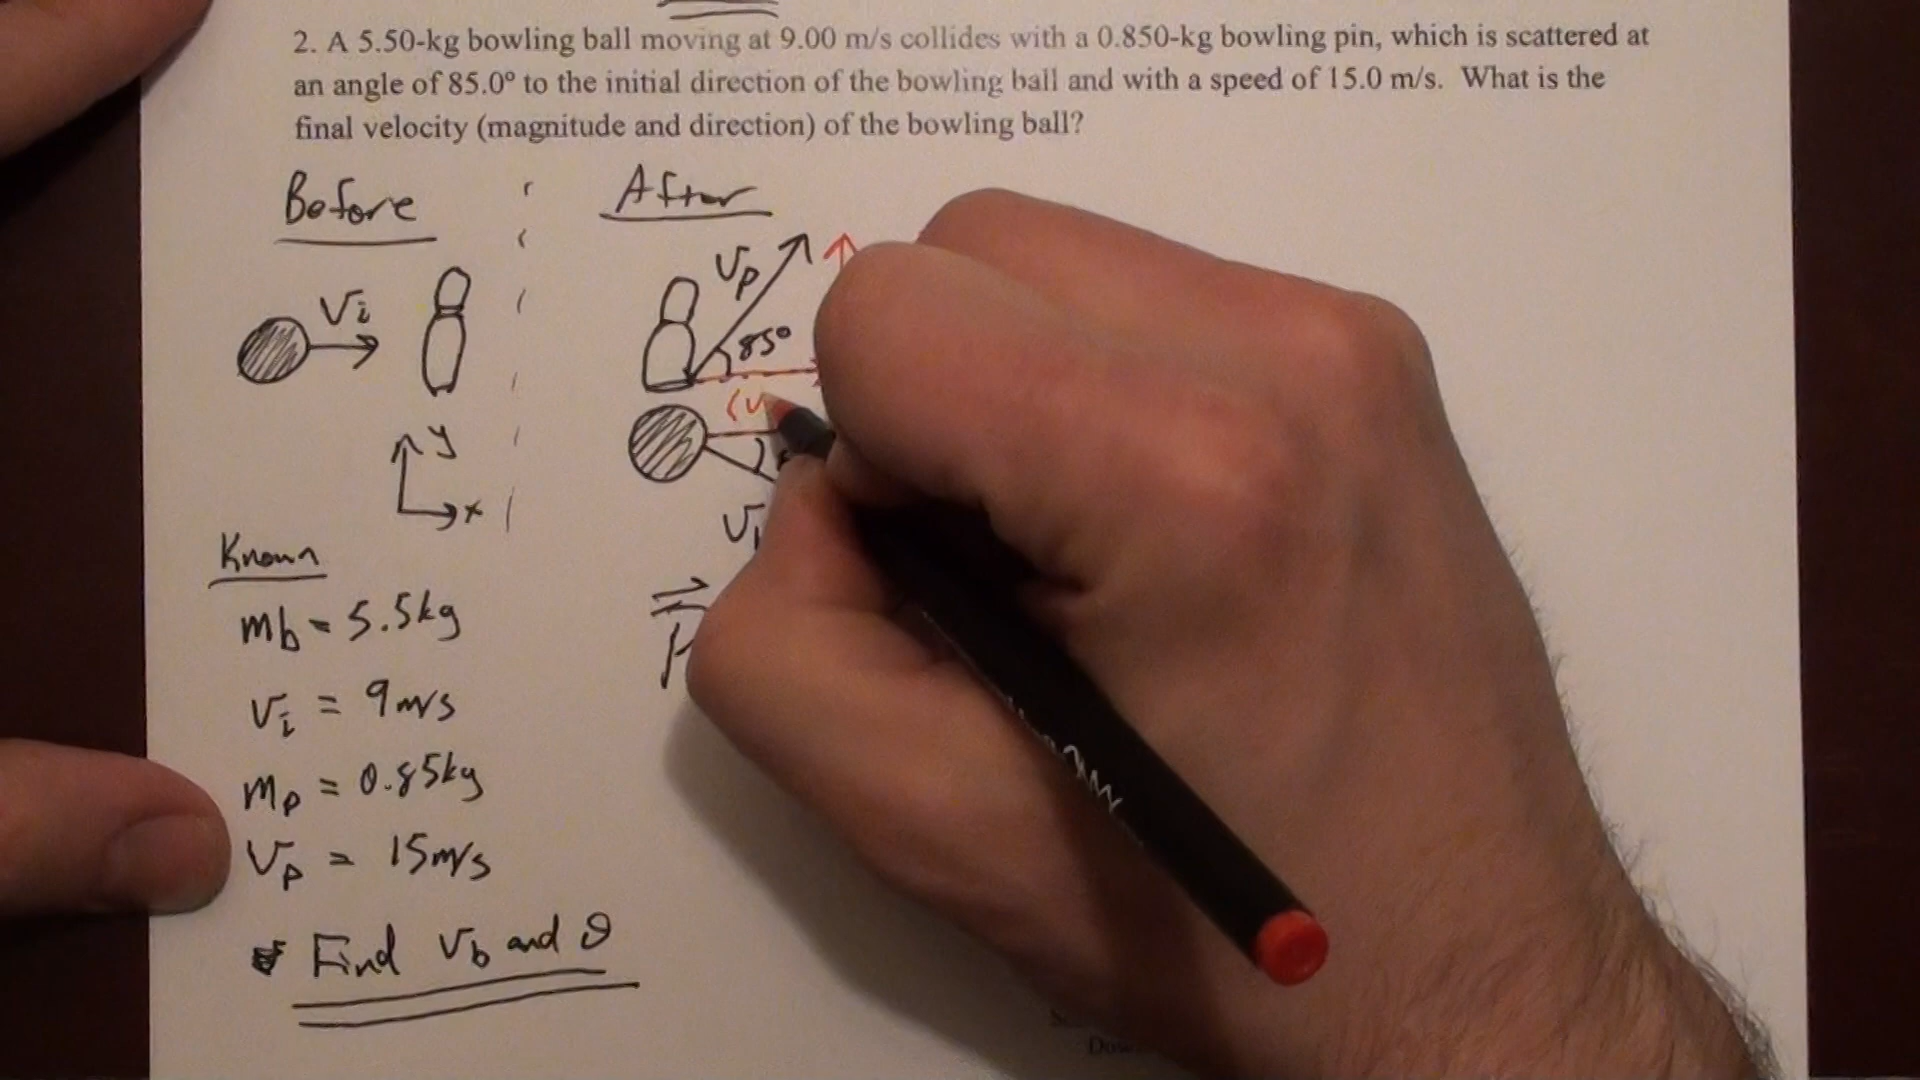 2. A 5.50-kg bowling ball moving at 9.00 m/s collides with a 0.850-kg bowling pin, which is scattered at
an angle of 85.0° to the initial direction of the bowling ball and with a speed of 15.0 m/s. What is the
final velocity (magnitude and direction) of the bowling ball?
Before
After
Vi
Vp
85°
(v
y
x
Known
mb = 5.5kg
vi = 9m/s
mp = 0.85kg
Vp = 15m/s
Find Vb and θ